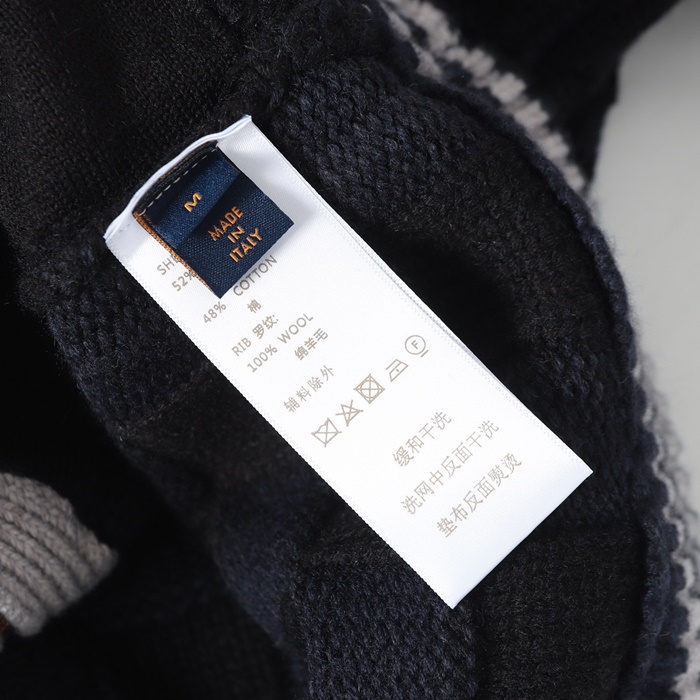 M
MADE
IN
ITALY
52%
48% COTTON
棉
RIB 罗纹:
100% WOOL
绵羊毛
辅料除外
F
缓和干洗
洗网中反面干洗
垫布反面熨烫